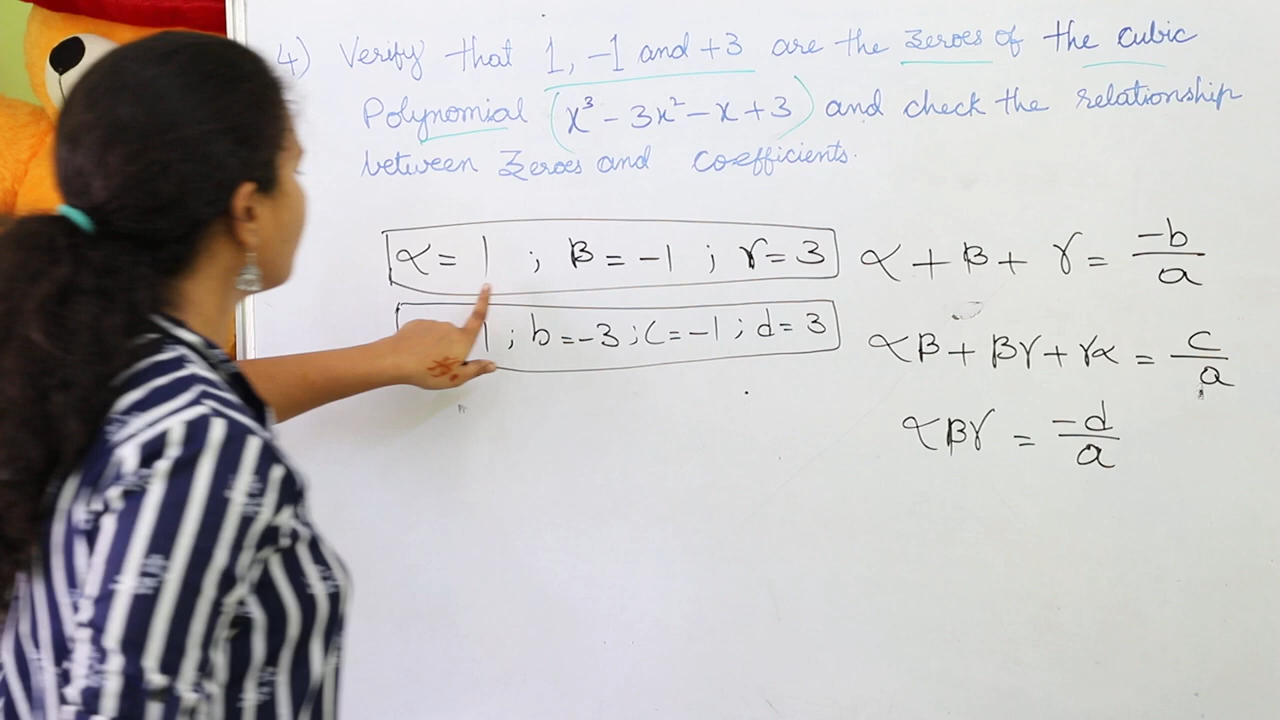 4) Verify that 1, -1 and +3 are the zeroes of the cubic
Polynomial (x³ - 3x² - x + 3) and check the relationship
between zeroes and coefficients.
α = 1 ; β = -1 ; γ = 3
1 ; b = -3 ; c = -1 ; d = 3
α + β + γ = -b/a
αβ + βγ + γα = c/a
αβγ = -d/a